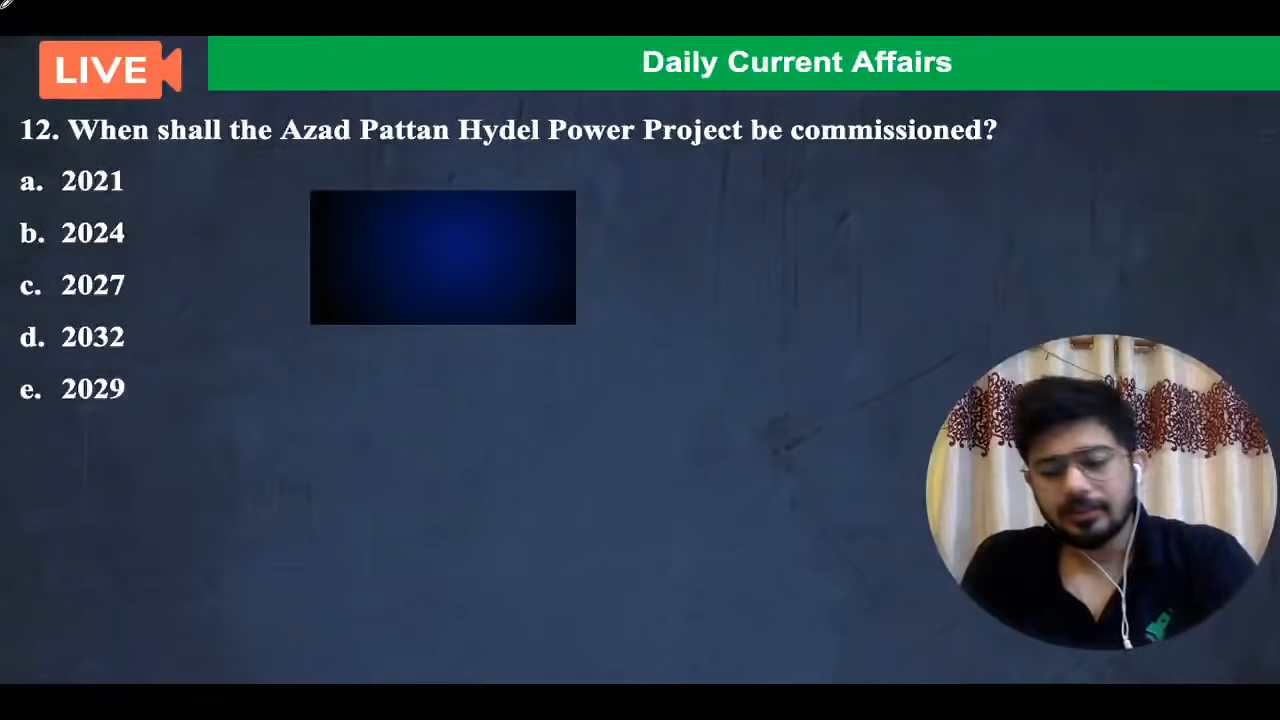 LIVE
Daily Current Affairs
12. When shall the Azad Pattan Hydel Power Project be commissioned?
a. 2021
b. 2024
c. 2027
d. 2032
e. 2029